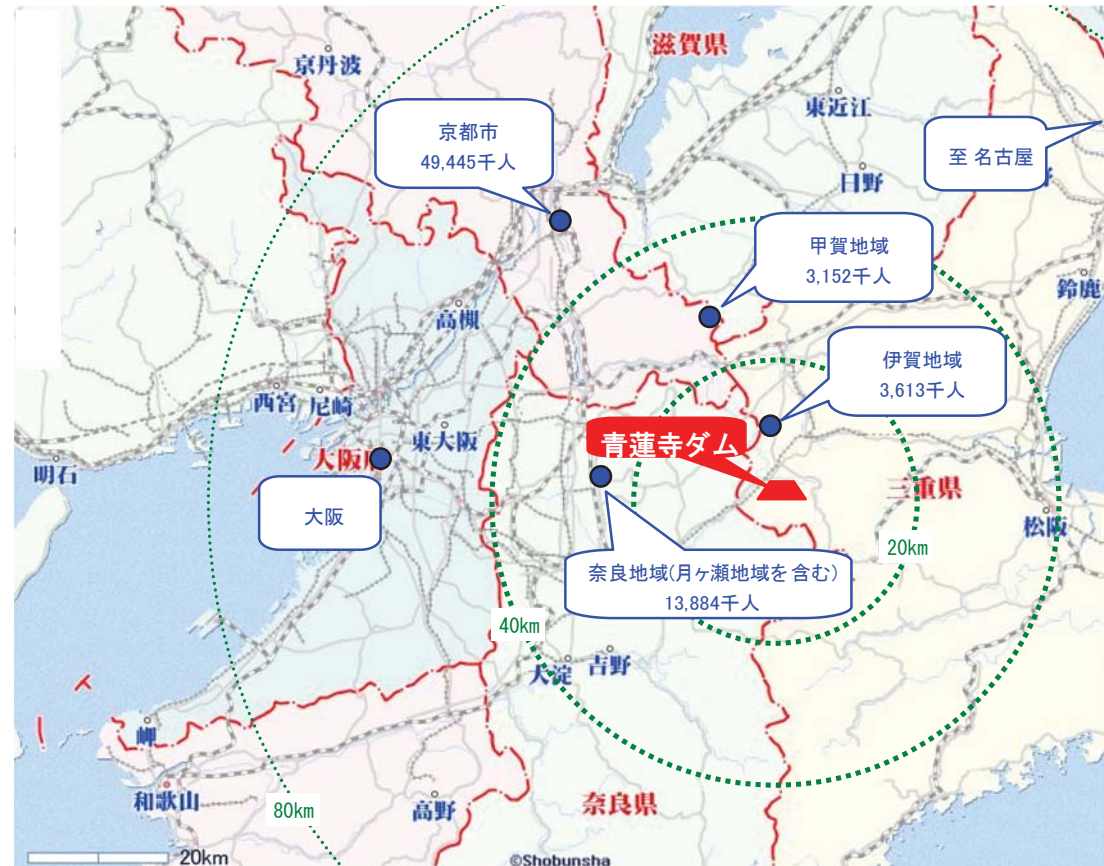 滋賀県
京丹波
東近江
京都市
49,445千人
至 名古屋
日野
甲賀地域
3,152千人
鈴鹿
高槻
伊賀地域
3,613千人
西宮
尼崎
東大阪
青蓮寺ダム
大阪
明石
三重県
大阪
松阪
20km
奈良地域(月ヶ瀬地域を含む)
13,884千人
40km
大淀
吉野
岬
和歌山
80km
高野
奈良県
20km
©Shobunsha